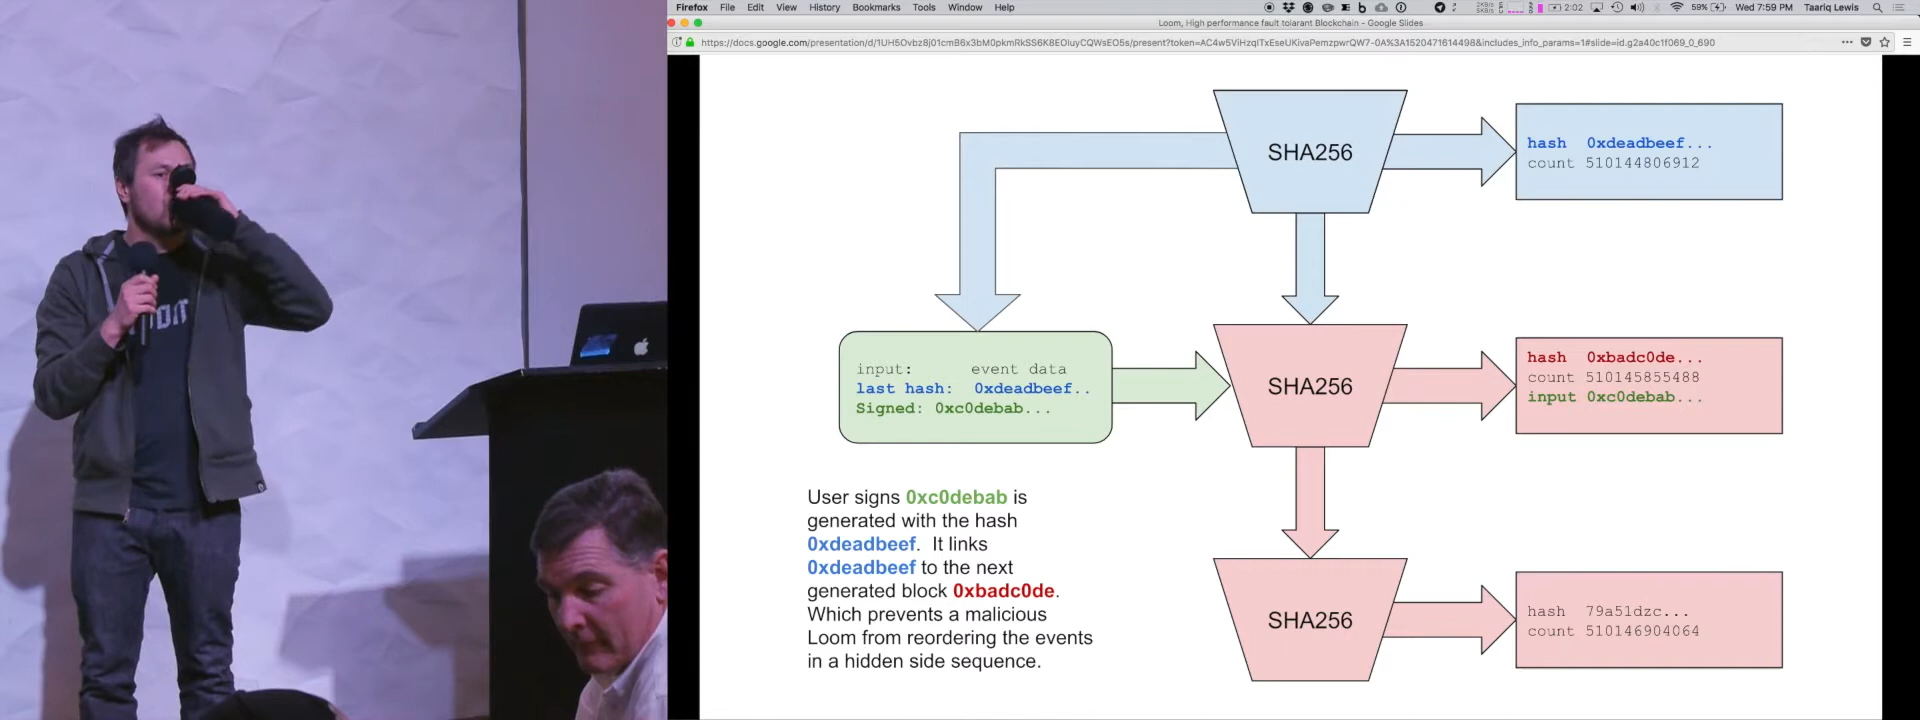 Firefox File Edit View History Bookmarks Tools Window Help 2:02 59% Wed 7:59 PM Taariq Lewis
Loom, High performance fault tolarant Blockchain - Google Slides
SHA256
hash 0xdeadbeef...
count 510144806912
input: event data
last hash: 0xdeadbeef..
Signed: 0xc0debab...
SHA256
hash 0xbadc0de...
count 510145855488
input 0xc0debab...
User signs 0xc0debab is
generated with the hash
0xdeadbeef. It links
0xdeadbeef to the next
generated block 0xbadc0de.
Which prevents a malicious
Loom from reordering the events
in a hidden side sequence.
SHA256
hash 79a51dzc...
count 510146904064